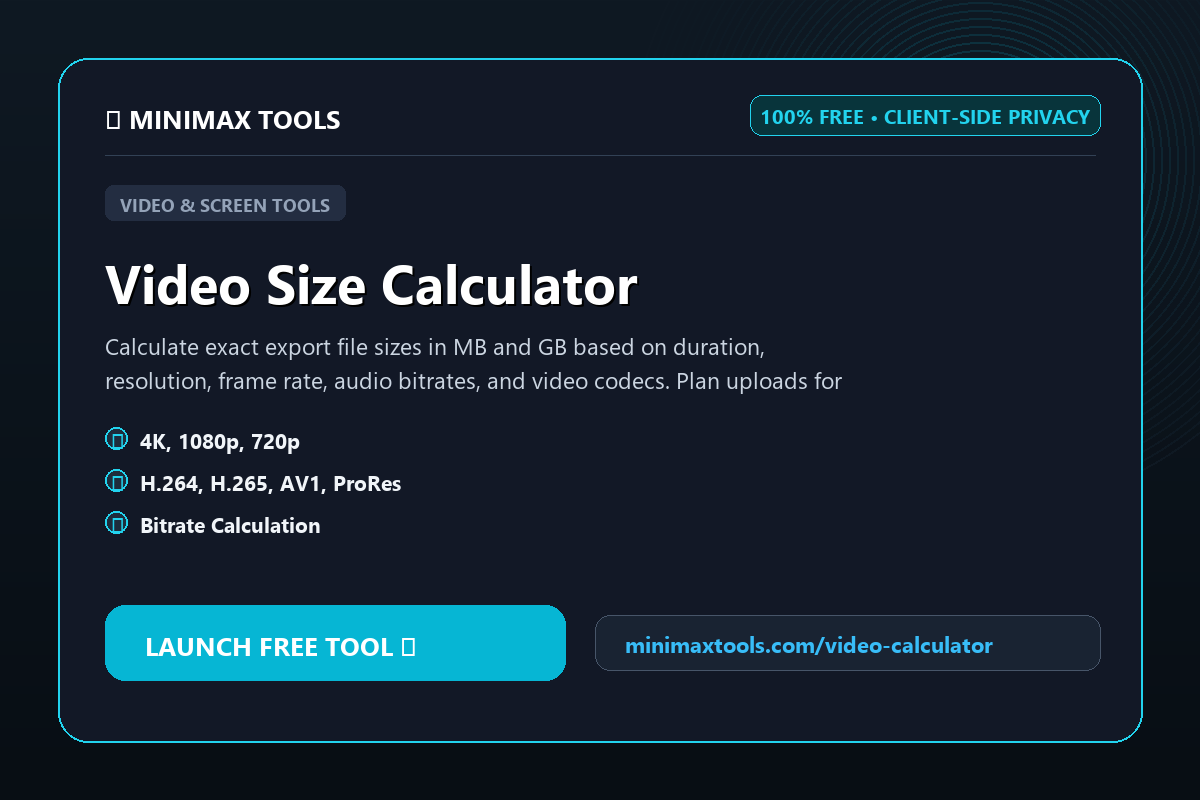 MINIMAX TOOLS
100% FREE • CLIENT-SIDE PRIVACY
VIDEO & SCREEN TOOLS
Video Size Calculator
Calculate exact export file sizes in MB and GB based on duration,
resolution, frame rate, audio bitrates, and video codecs. Plan uploads for
4K, 1080p, 720p
H.264, H.265, AV1, ProRes
Bitrate Calculation
LAUNCH FREE TOOL
minimaxtools.com/video-calculator